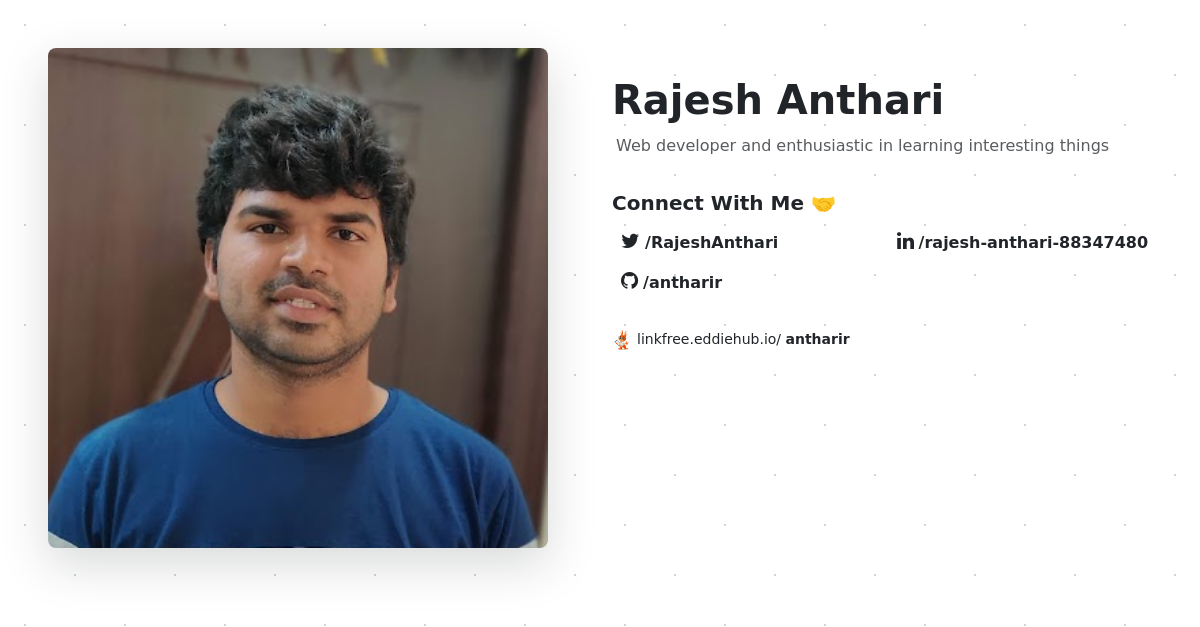 Rajesh Anthari
Web developer and enthusiastic in learning interesting things
Connect With Me 🤝
/RajeshAnthari
/rajesh-anthari-88347480
/antharir
linkfree.eddiehub.io/ antharir